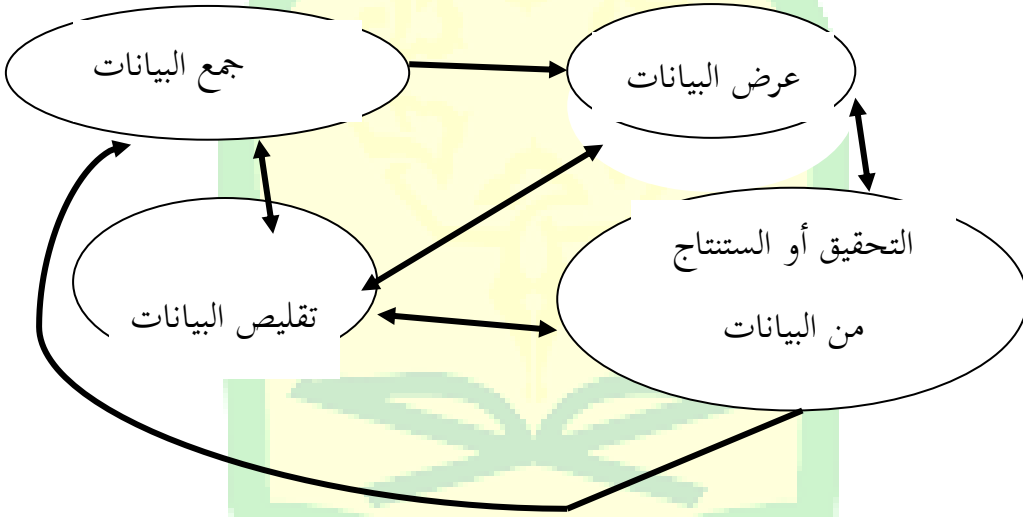 جمع البيانات
عرض البيانات
تقليص البيانات
التحقيق أو الستنتاج
من البيانات